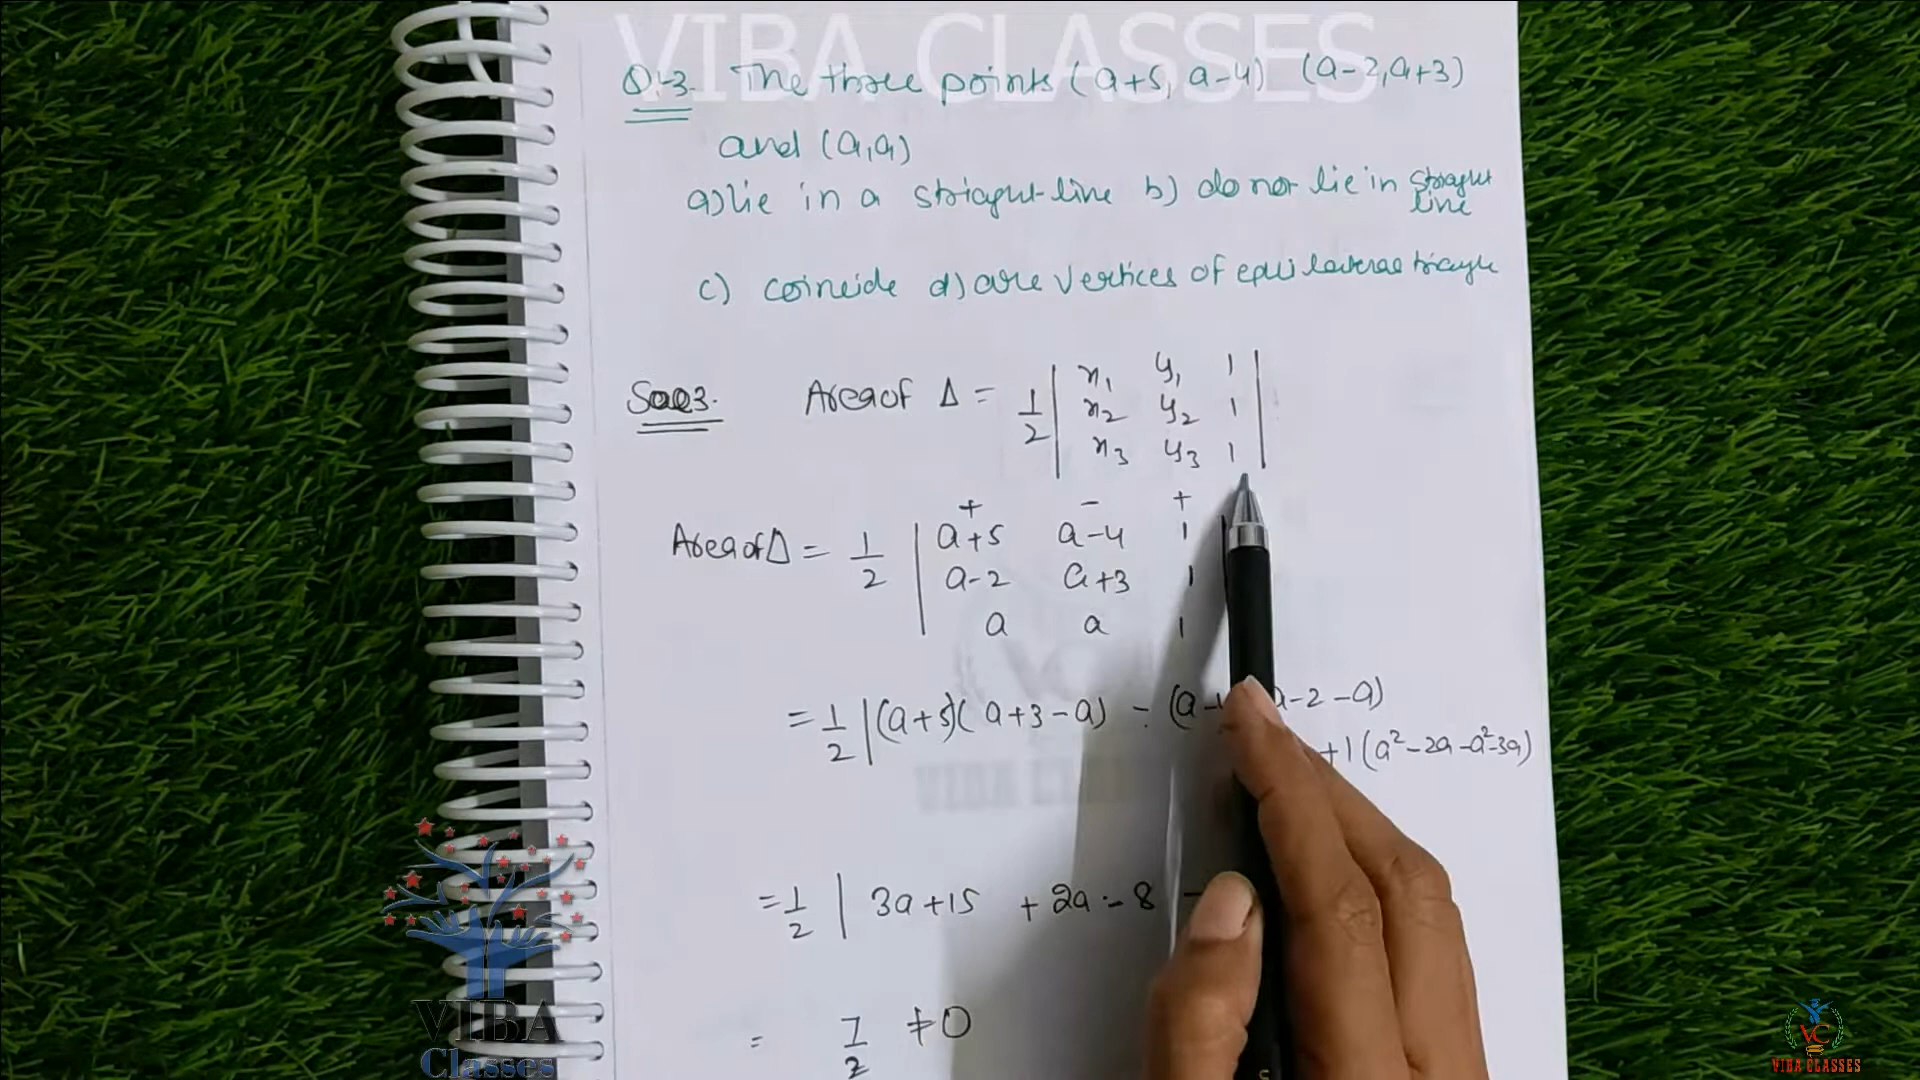 VIBA CLASSES
Q.3. The three points (a+5, a-4) (a-2,a+3)
and (a,a)
a) lie in a straight-line b) do not lie in straight
line
c) coincide d) are vertices of equilateral triangle
Sol3. Area of Δ = 1/2 | x1 y1 1 |
x2 y2 1
x3 y3 1
+ - +
Area of Δ = 1/2 | a+5 a-4 1
a-2 a+3 1
a a 1
= 1/2 |(a+5)(a+3-a) - (a- a-2-a)
+1(a²-2a-a²-3a)
= 1/2 | 3a+15 +2a-8 -
= 7/2 ≠0
VC
VIBA
Classes
VC
VIBA CLASSES